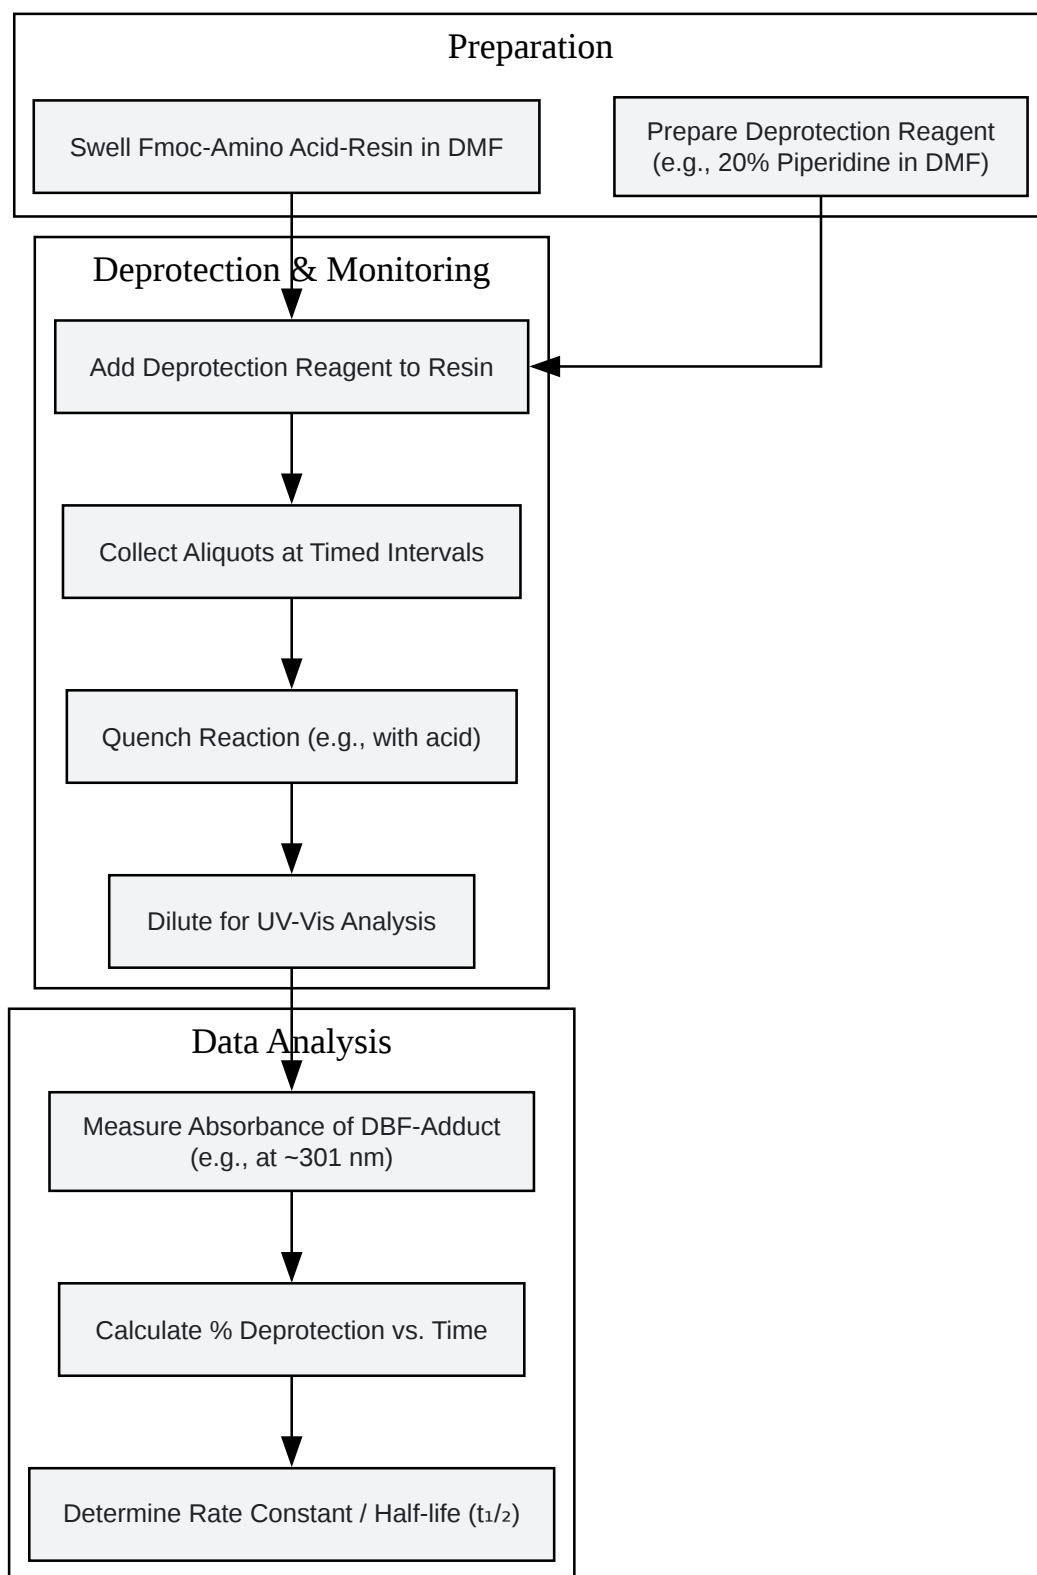 Preparation
Swell Fmoc-Amino Acid-Resin in DMF
Prepare Deprotection Reagent
(e.g., 20% Piperidine in DMF)
Deprotection & Monitoring
Add Deprotection Reagent to Resin
Collect Aliquots at Timed Intervals
Quench Reaction (e.g., with acid)
Dilute for UV-Vis Analysis
Data Analysis
Measure Absorbance of DBF-Adduct
(e.g., at ~301 nm)
Calculate % Deprotection vs. Time
Determine Rate Constant / Half-life (t₁/₂)